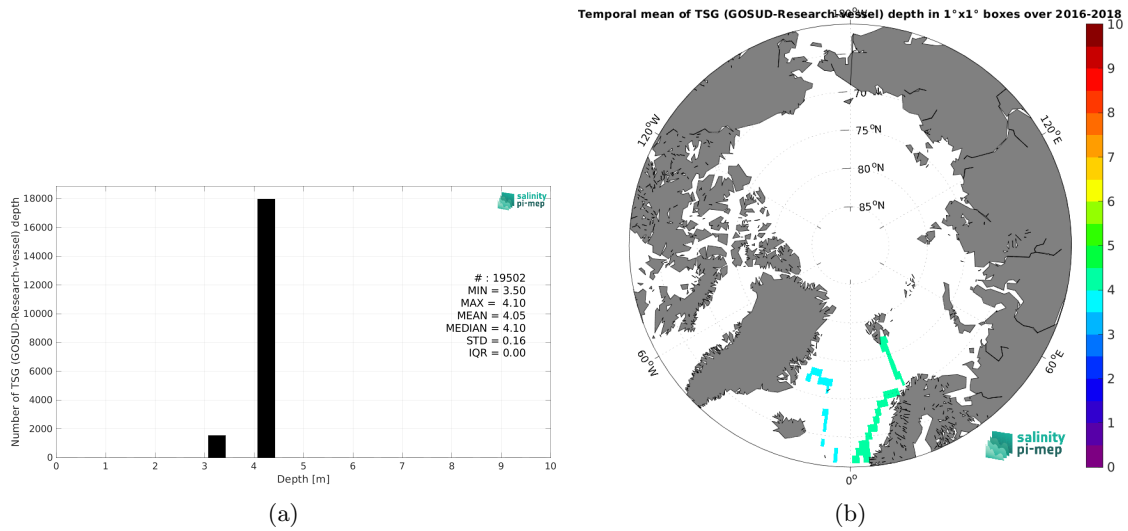 Temporal mean of TSG (GOSUD-Research-vessel) depth in 1°x1° boxes over 2016-2018
Number of TSG (GOSUD-Research-vessel) depth
18000
16000
14000
12000
10000
8000
6000
4000
2000
0
0 1 2 3 4 5 6 7 8 9 10
Depth [m]
salinity
pi-mep
# : 19502
MIN = 3.50
MAX = 4.10
MEAN = 4.05
MEDIAN = 4.10
STD = 0.16
IQR = 0.00
(a)
180°W
120°W
120°E
70
75°N
80°N
85°N
60°W
60°E
0°
salinity
pi-mep
10
9
8
7
6
5
4
3
2
1
0
(b)